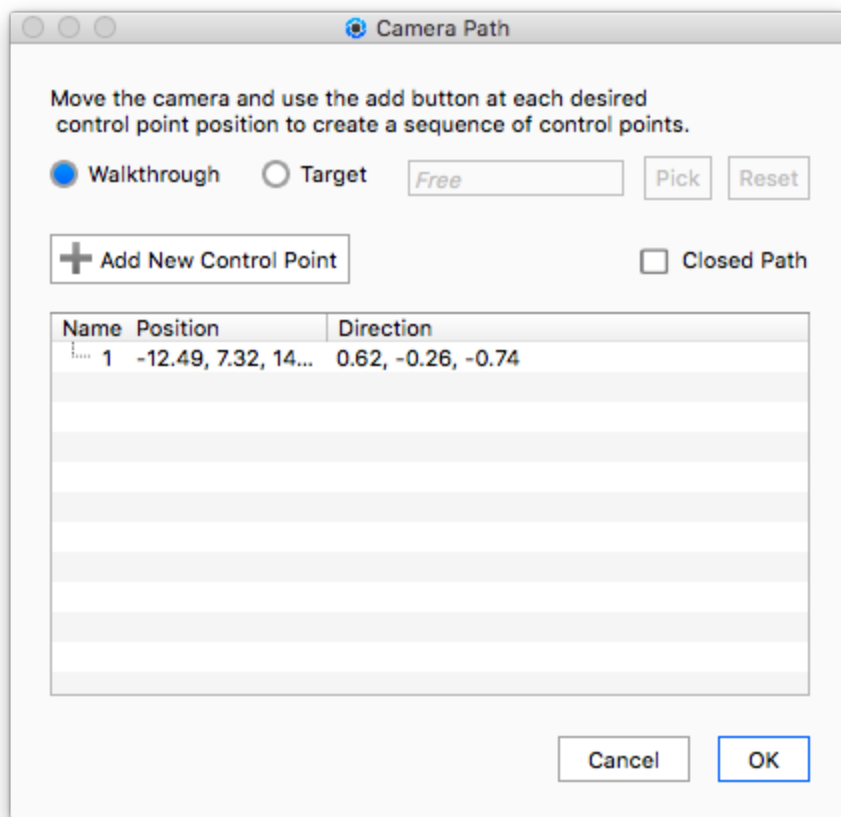 Camera Path
Move the camera and use the add button at each desired
control point position to create a sequence of control points.
Walkthrough Target Free Pick Reset
Add New Control Point Closed Path
Name Position Direction
1 -12.49, 7.32, 14... 0.62, -0.26, -0.74
Cancel OK